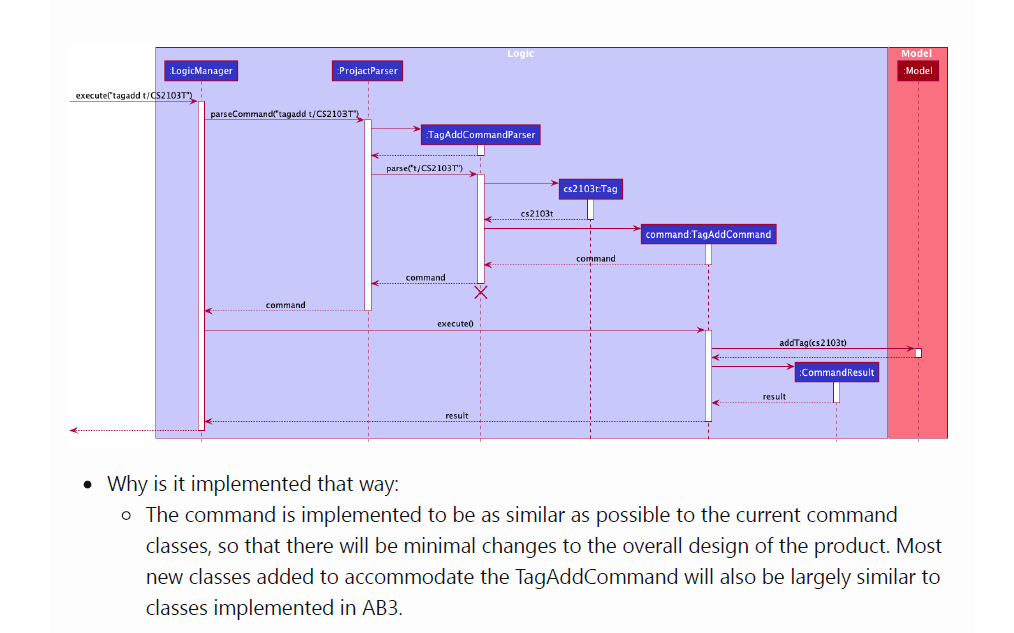 Logic
Model
:LogicManager
:ProjactParser
:Model
execute("tagadd t/CS2103T")
parseCommand("tagadd t/CS2103T")
:TagAddCommandParser
parse("t/CS2103T")
cs2103t:Tag
cs2103t
command:TagAddCommand
command
command
command
execute()
addTag(cs2103t)
:CommandResult
result
result
• Why is it implemented that way:
○ The command is implemented to be as similar as possible to the current command
classes, so that there will be minimal changes to the overall design of the product. Most
new classes added to accommodate the TagAddCommand will also be largely similar to
classes implemented in AB3.